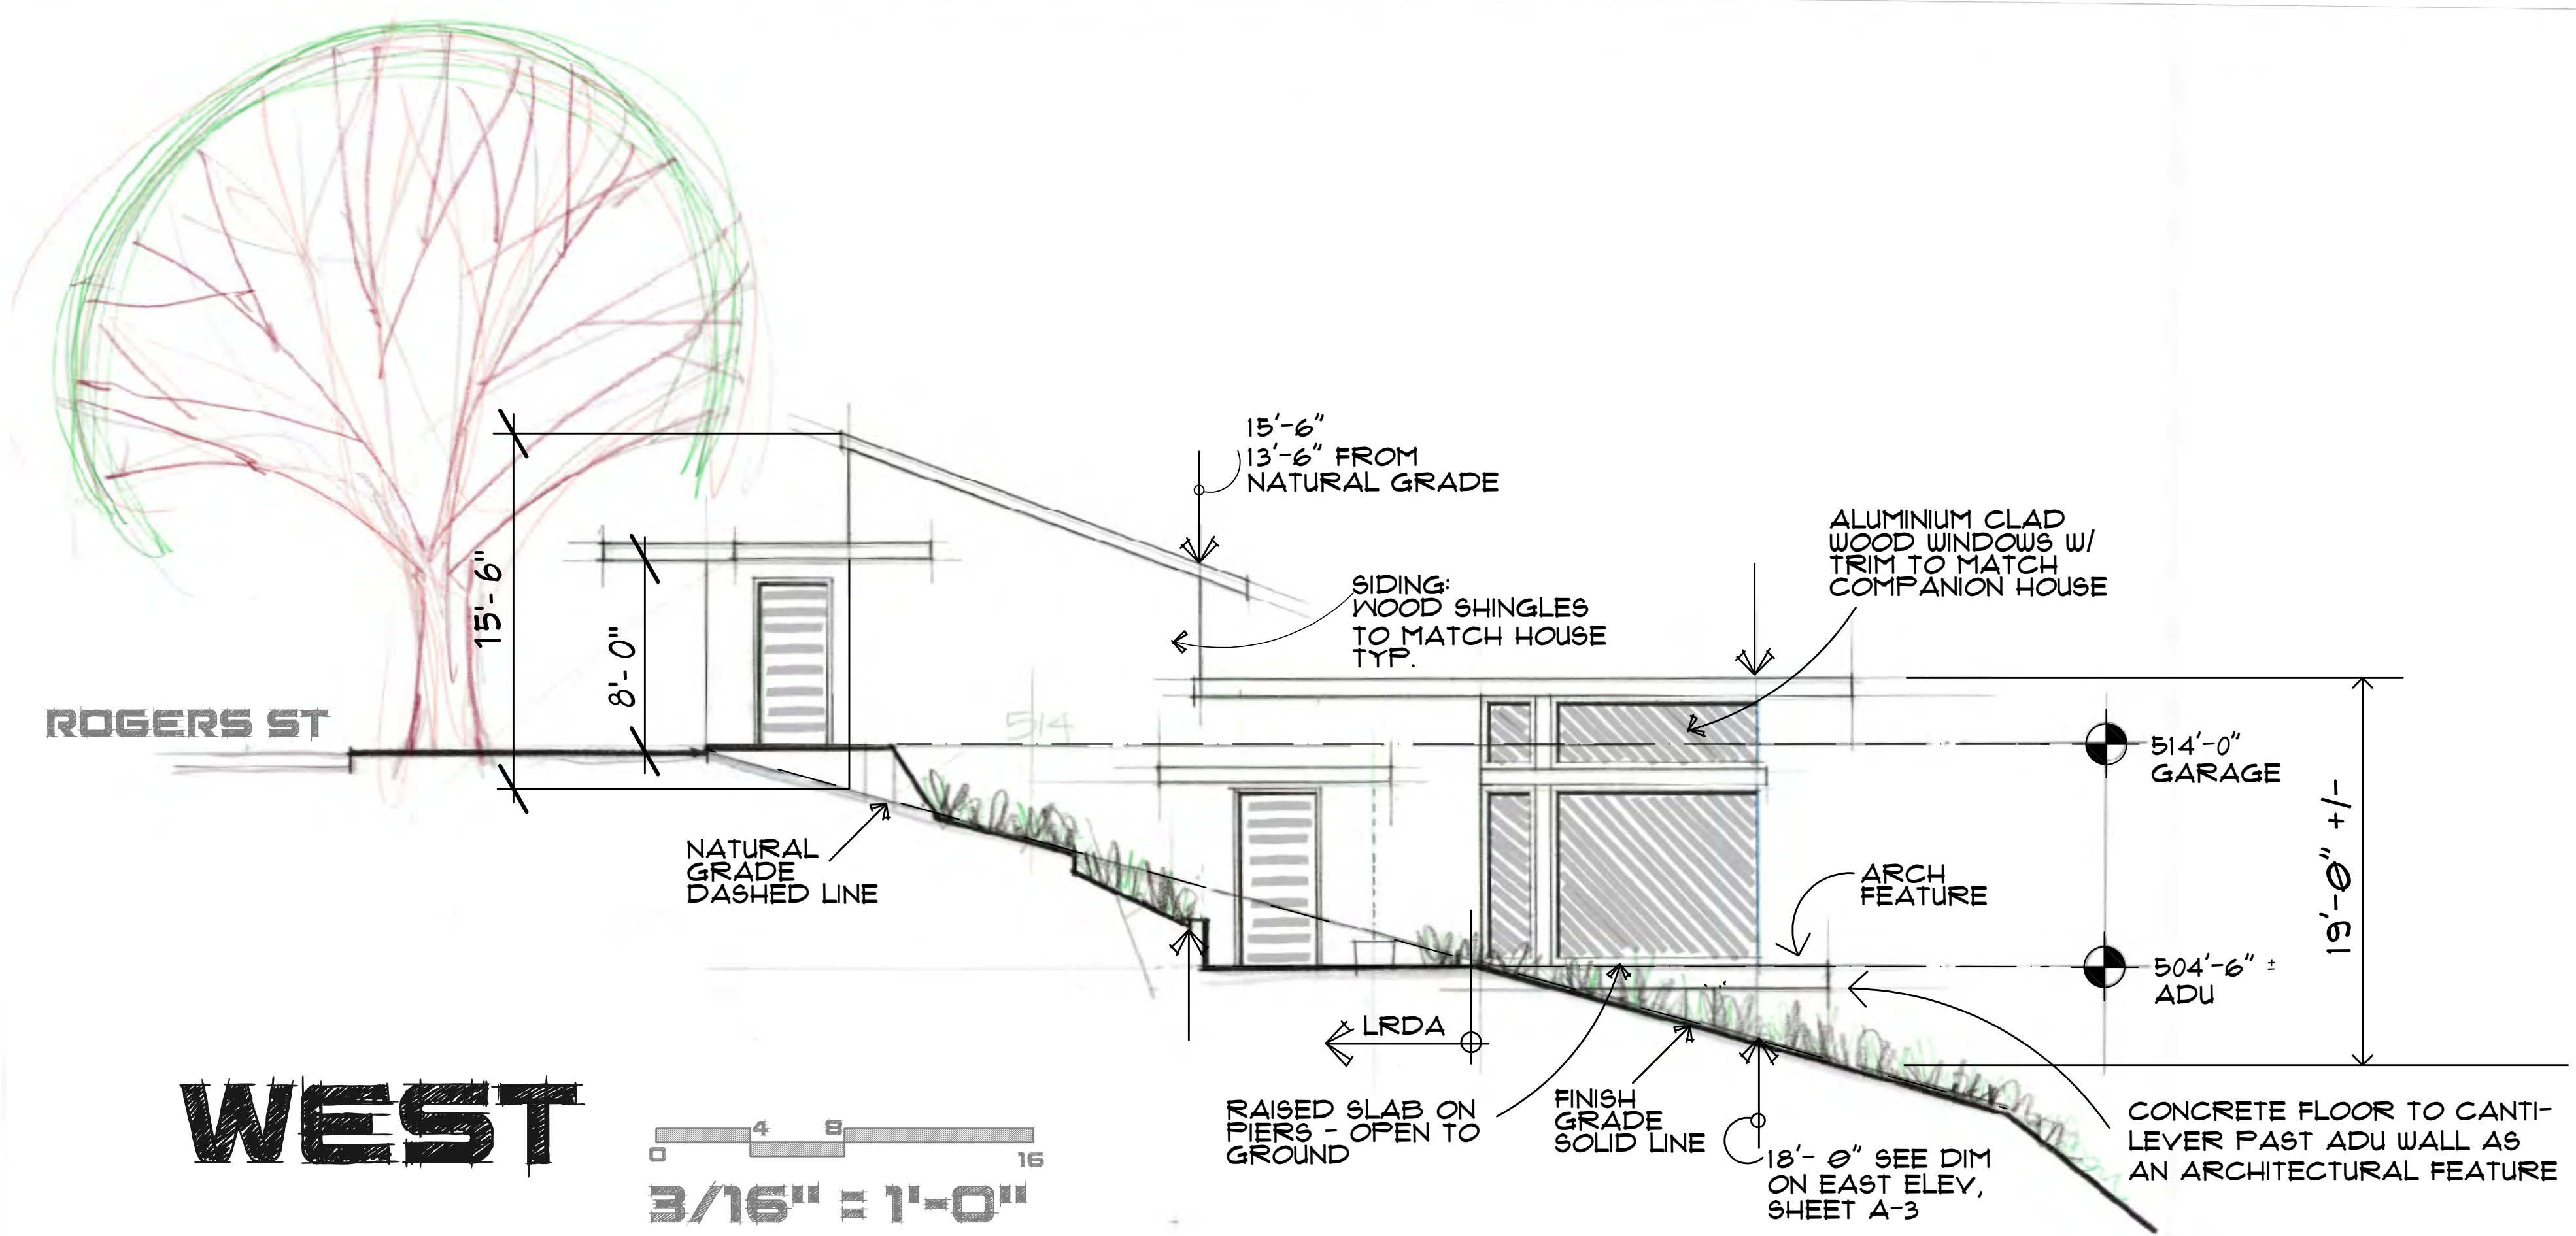 15'-6"
13'-6" FROM
NATURAL GRADE
ALUMINIUM CLAD
WOOD WINDOWS W/
TRIM TO MATCH
COMPANION HOUSE
15'-6"
8'-0"
SIDING:
WOOD SHINGLES
TO MATCH HOUSE
TYP.
ROGERS ST
514
514'-0"
GARAGE
19'-0" +/-
NATURAL
GRADE
DASHED LINE
ARCH
FEATURE
504'-6" ±
ADU
LRDA
RAISED SLAB ON
PIERS - OPEN TO
GROUND
FINISH
GRADE
SOLID LINE
18'-0" SEE DIM
ON EAST ELEV,
SHEET A-3
CONCRETE FLOOR TO CANTI-
LEVER PAST ADU WALL AS
AN ARCHITECTURAL FEATURE
WEST
0 4 8 16
3/16" = 1'-0"